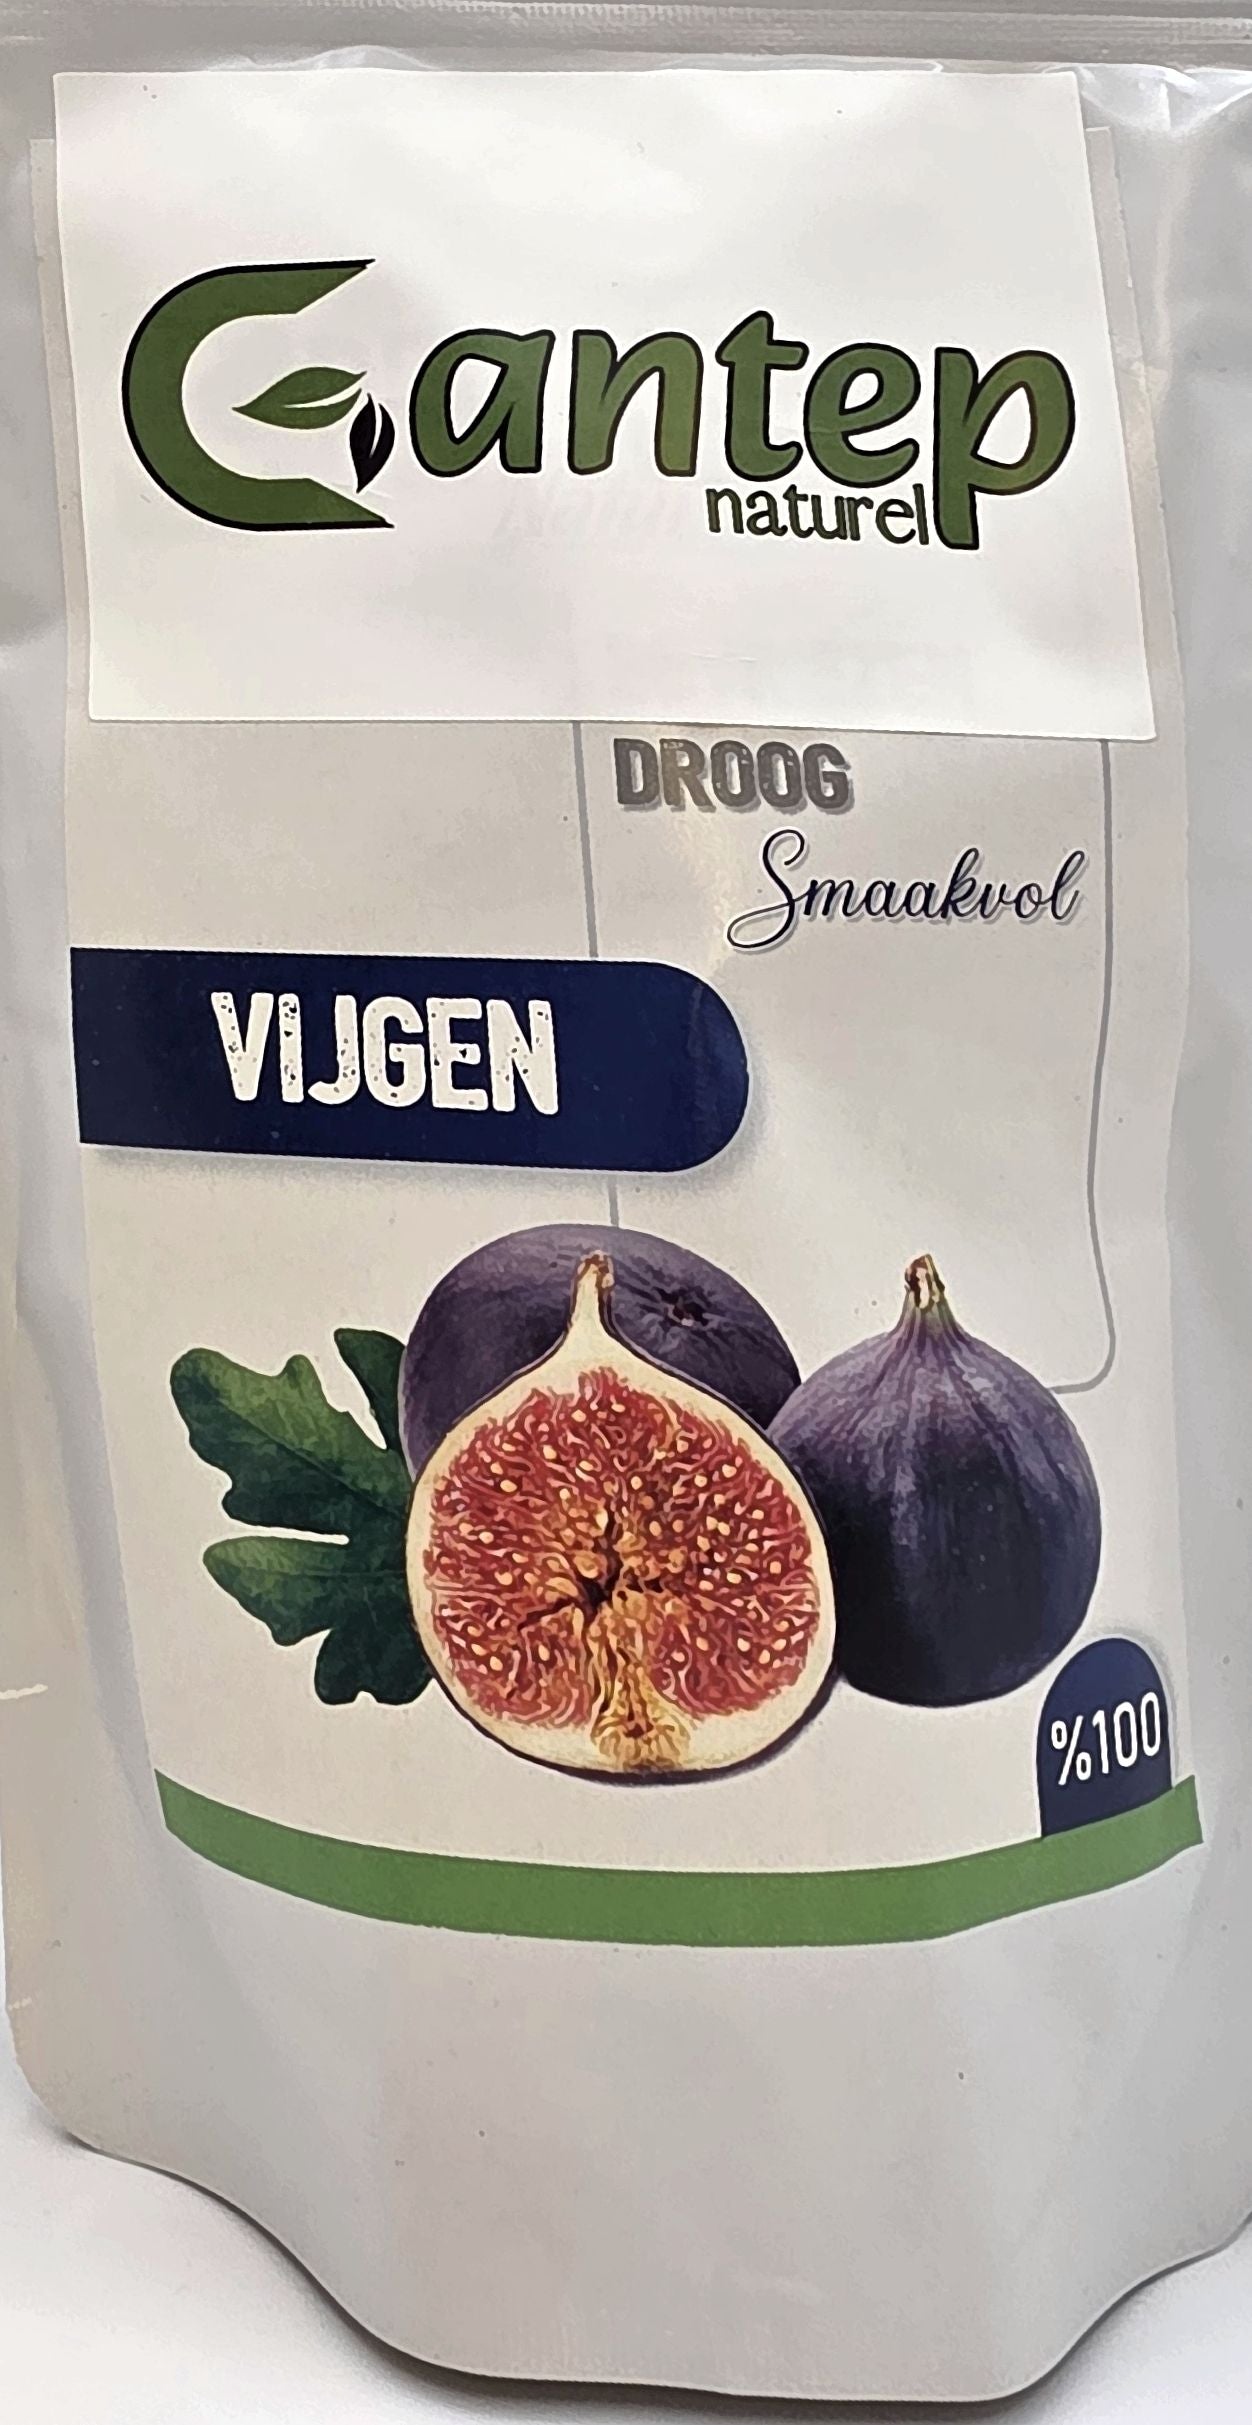 Gantep
naturel
DROOG
Smaakvol
VIJGEN
%100